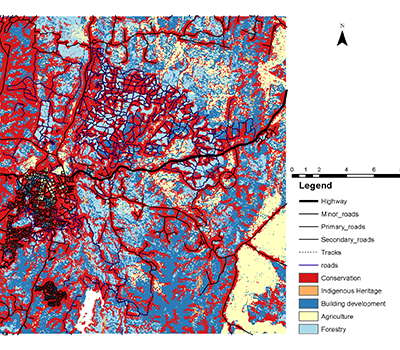 N
0 1 2 4 6
Legend
Highway
Minor_roads
Primary_roads
Secondary_roads
Tracks
roads
Conservation
Indigenous Heritage
Building development
Agriculture
Forestry